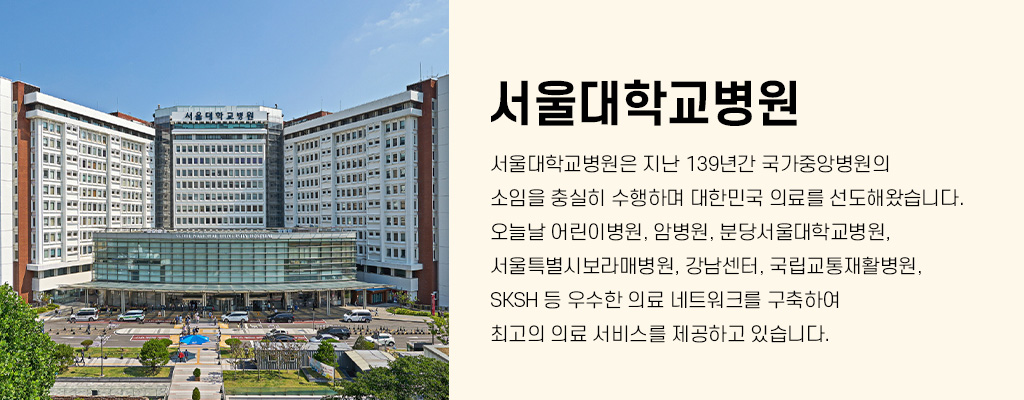 서울대학교병원
서울대학교병원
서울대학교병원은 지난 139년간 국가중앙병원의
소임을 충실히 수행하며 대한민국 의료를 선도해왔습니다.
오늘날 어린이병원, 암병원, 분당서울대학교병원,
서울특별시보라매병원, 강남센터, 국립교통재활병원,
SKSH 등 우수한 의료 네트워크를 구축하여
최고의 의료 서비스를 제공하고 있습니다.